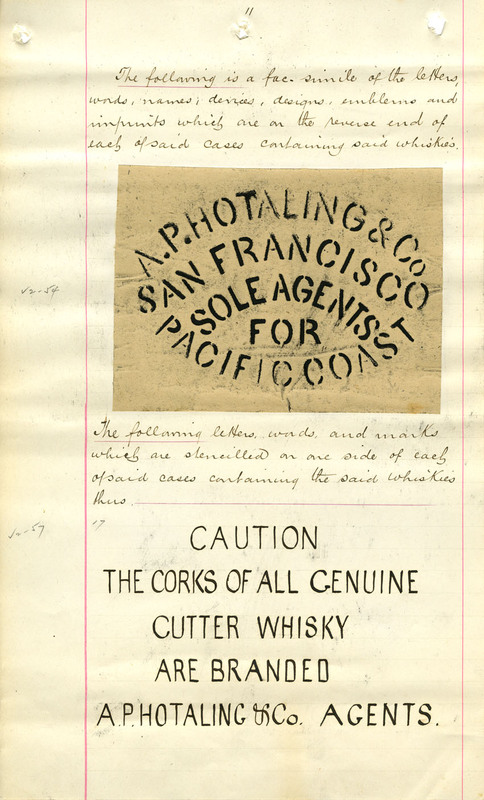 11
The following is a fac-simile of the letters,
words, names, devices, designs, emblems and
imprints which are on the reverse end of
each of said cases containing said whiskies.
A.P. HOTALING & Co
SAN FRANCISCO
SOLE AGENTS
FOR
PACIFIC COAST
The following letters, words, and marks
which are stencilled on one side of each
of said cases containing the said whiskies
thus
17
CAUTION
THE CORKS OF ALL GENUINE
CUTTER WHISKY
ARE BRANDED
A.P. HOTALING & Co. AGENTS.